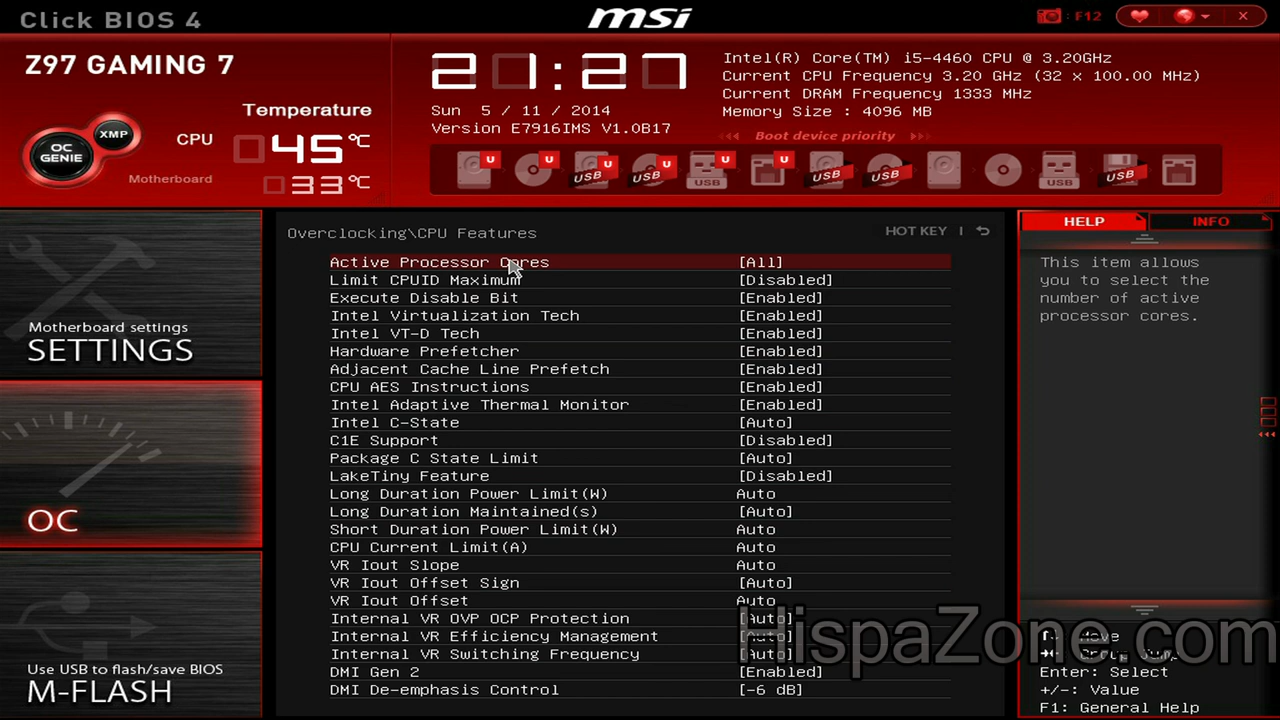 Click BIOS 4
msi
F12
Z97 GAMING 7
Temperature
CPU 45°C
Motherboard 33°C
OC GENIE
XMP
21:27
Sun 5 / 11 / 2014
Version E7916IMS V1.0B17
Intel(R) Core(TM) i5-4460 CPU @ 3.20GHz
Current CPU Frequency 3.20 GHz (32 x 100.00 MHz)
Current DRAM Frequency 1333 MHz
Memory Size : 4096 MB
Boot device priority
U U U U U U
USB USB USB USB USB USB USB
Motherboard settings
SETTINGS
OC
Use USB to flash/save BIOS
M-FLASH
Overclocking\CPU Features
HOT KEY
Active Processor Cores [All]
Limit CPUID Maximum [Disabled]
Execute Disable Bit [Enabled]
Intel Virtualization Tech [Enabled]
Intel VT-D Tech [Enabled]
Hardware Prefetcher [Enabled]
Adjacent Cache Line Prefetch [Enabled]
CPU AES Instructions [Enabled]
Intel Adaptive Thermal Monitor [Enabled]
Intel C-State [Auto]
C1E Support [Disabled]
Package C State Limit [Auto]
LakeTiny Feature [Disabled]
Long Duration Power Limit(W) Auto
Long Duration Maintained(s) [Auto]
Short Duration Power Limit(W) Auto
CPU Current Limit(A) Auto
VR Iout Slope Auto
VR Iout Offset Sign [Auto]
VR Iout Offset Auto
Internal VR OVP OCP Protection [Auto]
Internal VR Efficiency Management [Auto]
Internal VR Switching Frequency [Auto]
DMI Gen 2 [Enabled]
DMI De-emphasis Control [-6 dB]
HELP
INFO
This item allows
you to select the
number of active
processor cores.
Move
Group Jump
Enter: Select
+/-: Value
F1: General Help
HispaZone.com